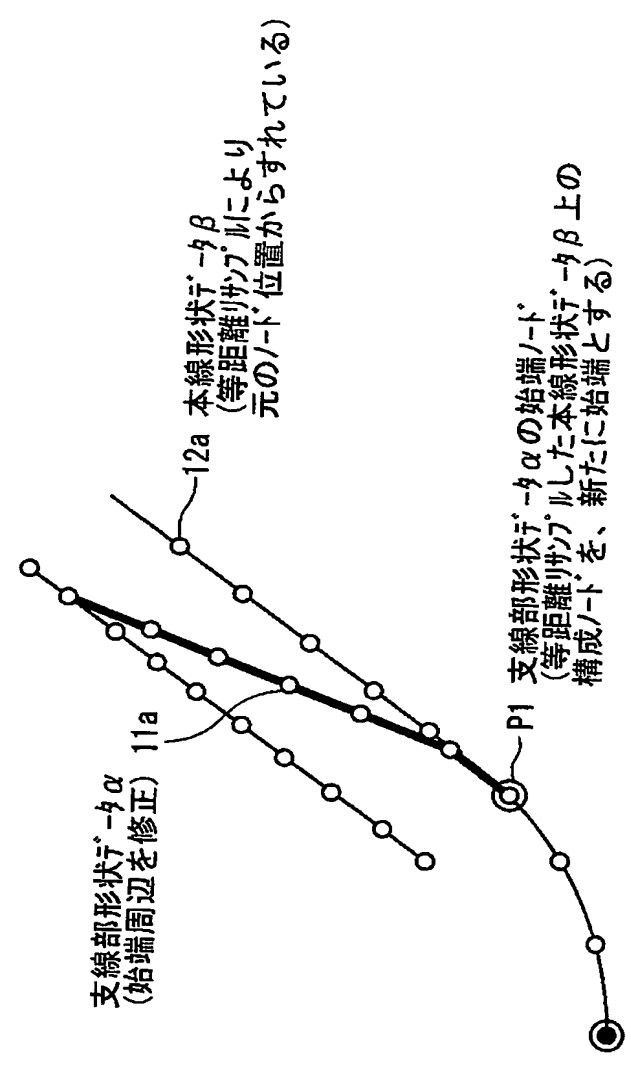 支線部形状データα
(始端周辺を修正)
11a
12a
本線形状データβ
(等距離リサンプルにより
元のノード位置からずれている)
P1
支線部形状データαの始端ノード
(等距離リサンプルした本線形状データβ上の
構成ノードを、新たに始端とする)